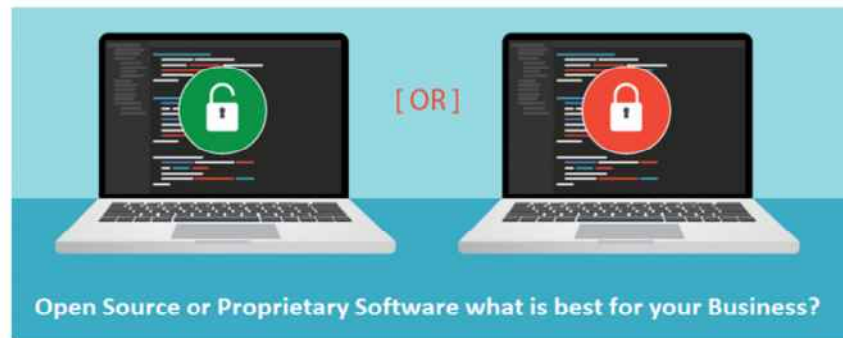 [ OR ]
Open Source or Proprietary Software what is best for your Business?